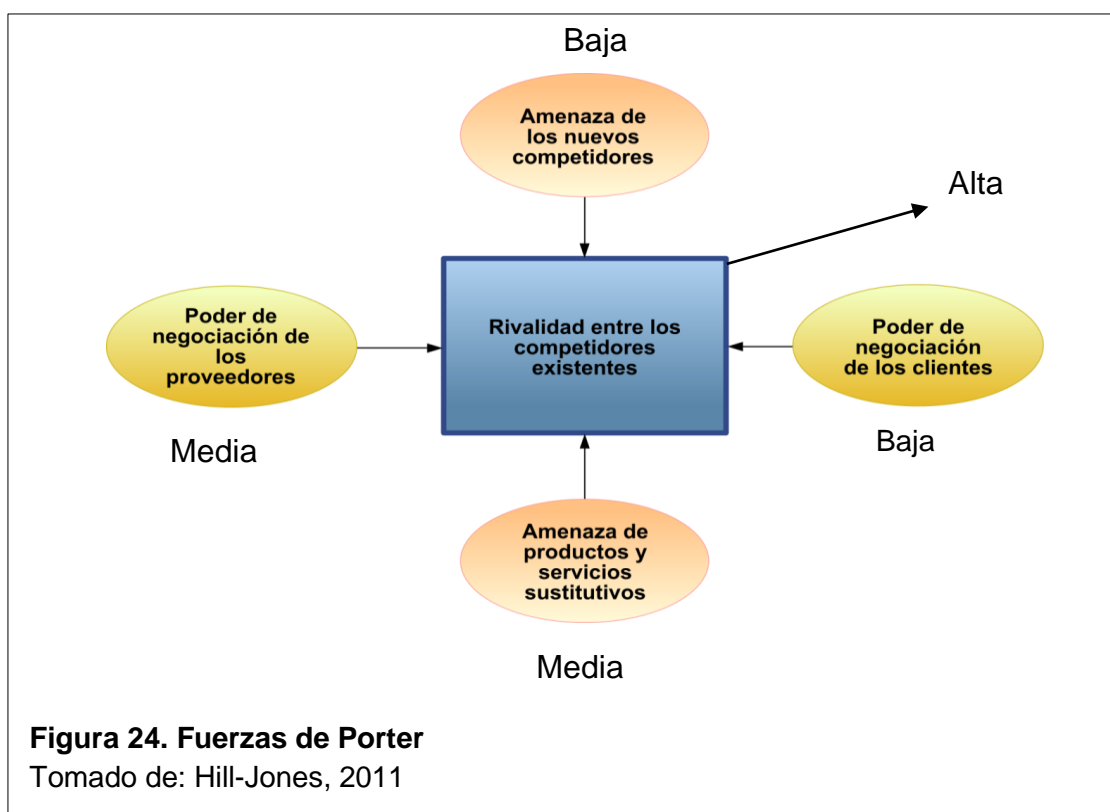 Baja
Amenaza de
los nuevos
competidores
Alta
Poder de
negociación de
los
proveedores
Media
Rivalidad entre los
competidores
existentes
Poder de
negociación
de los clientes
Baja
Amenaza de
productos y
servicios
sustitutivos
Media
Figura 24. Fuerzas de Porter
Tomado de: Hill-Jones, 2011